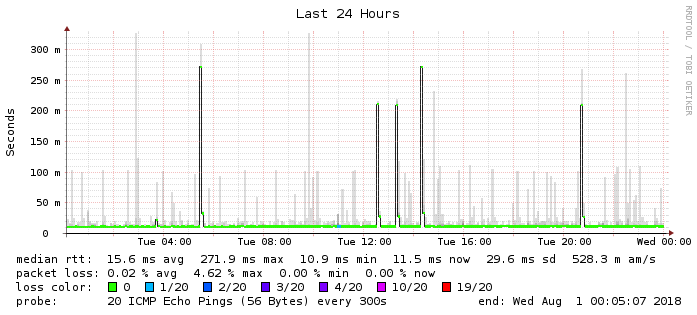 Last 24 Hours
RRDTOOL / TOBI OETIKER
Seconds
300 m
250 m
200 m
150 m
100 m
50 m
0
Tue 04:00 Tue 08:00 Tue 12:00 Tue 16:00 Tue 20:00 Wed 00:00
median rtt: 15.6 ms avg 271.9 ms max 10.9 ms min 11.5 ms now 29.6 ms sd 528.3 m am/s
packet loss: 0.02 % avg 4.62 % max 0.00 % min 0.00 % now
loss color: 0 1/20 2/20 3/20 4/20 10/20 19/20
probe: 20 ICMP Echo Pings (56 Bytes) every 300s end: Wed Aug 1 00:05:07 2018